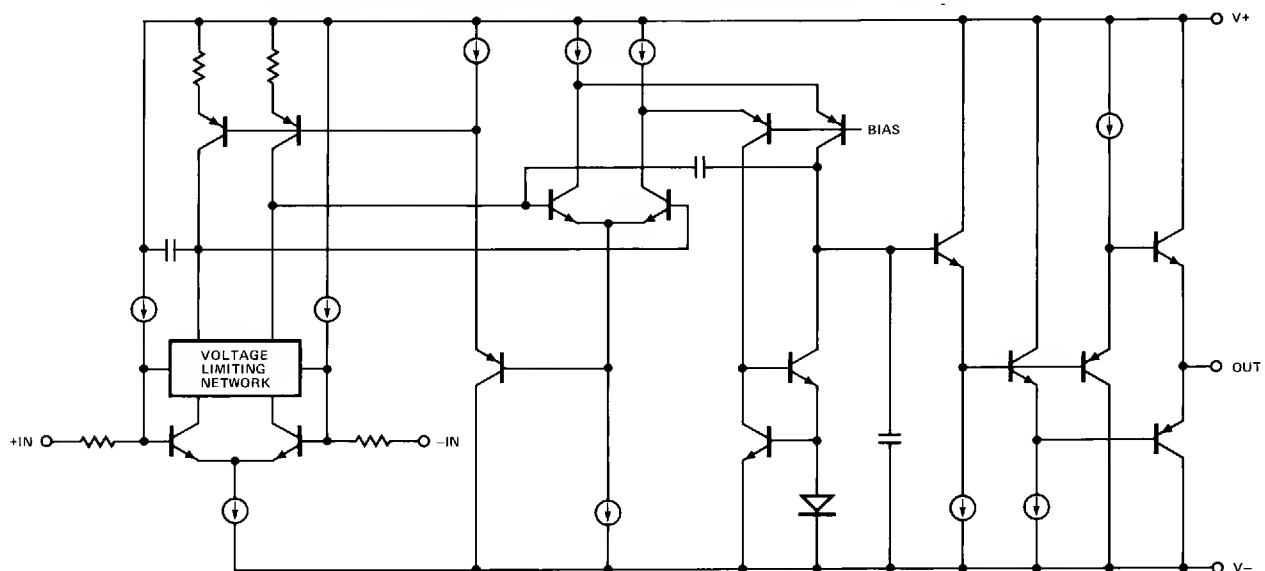 V+
BIAS
VOLTAGE
LIMITING
NETWORK
OUT
+IN
-IN
V-